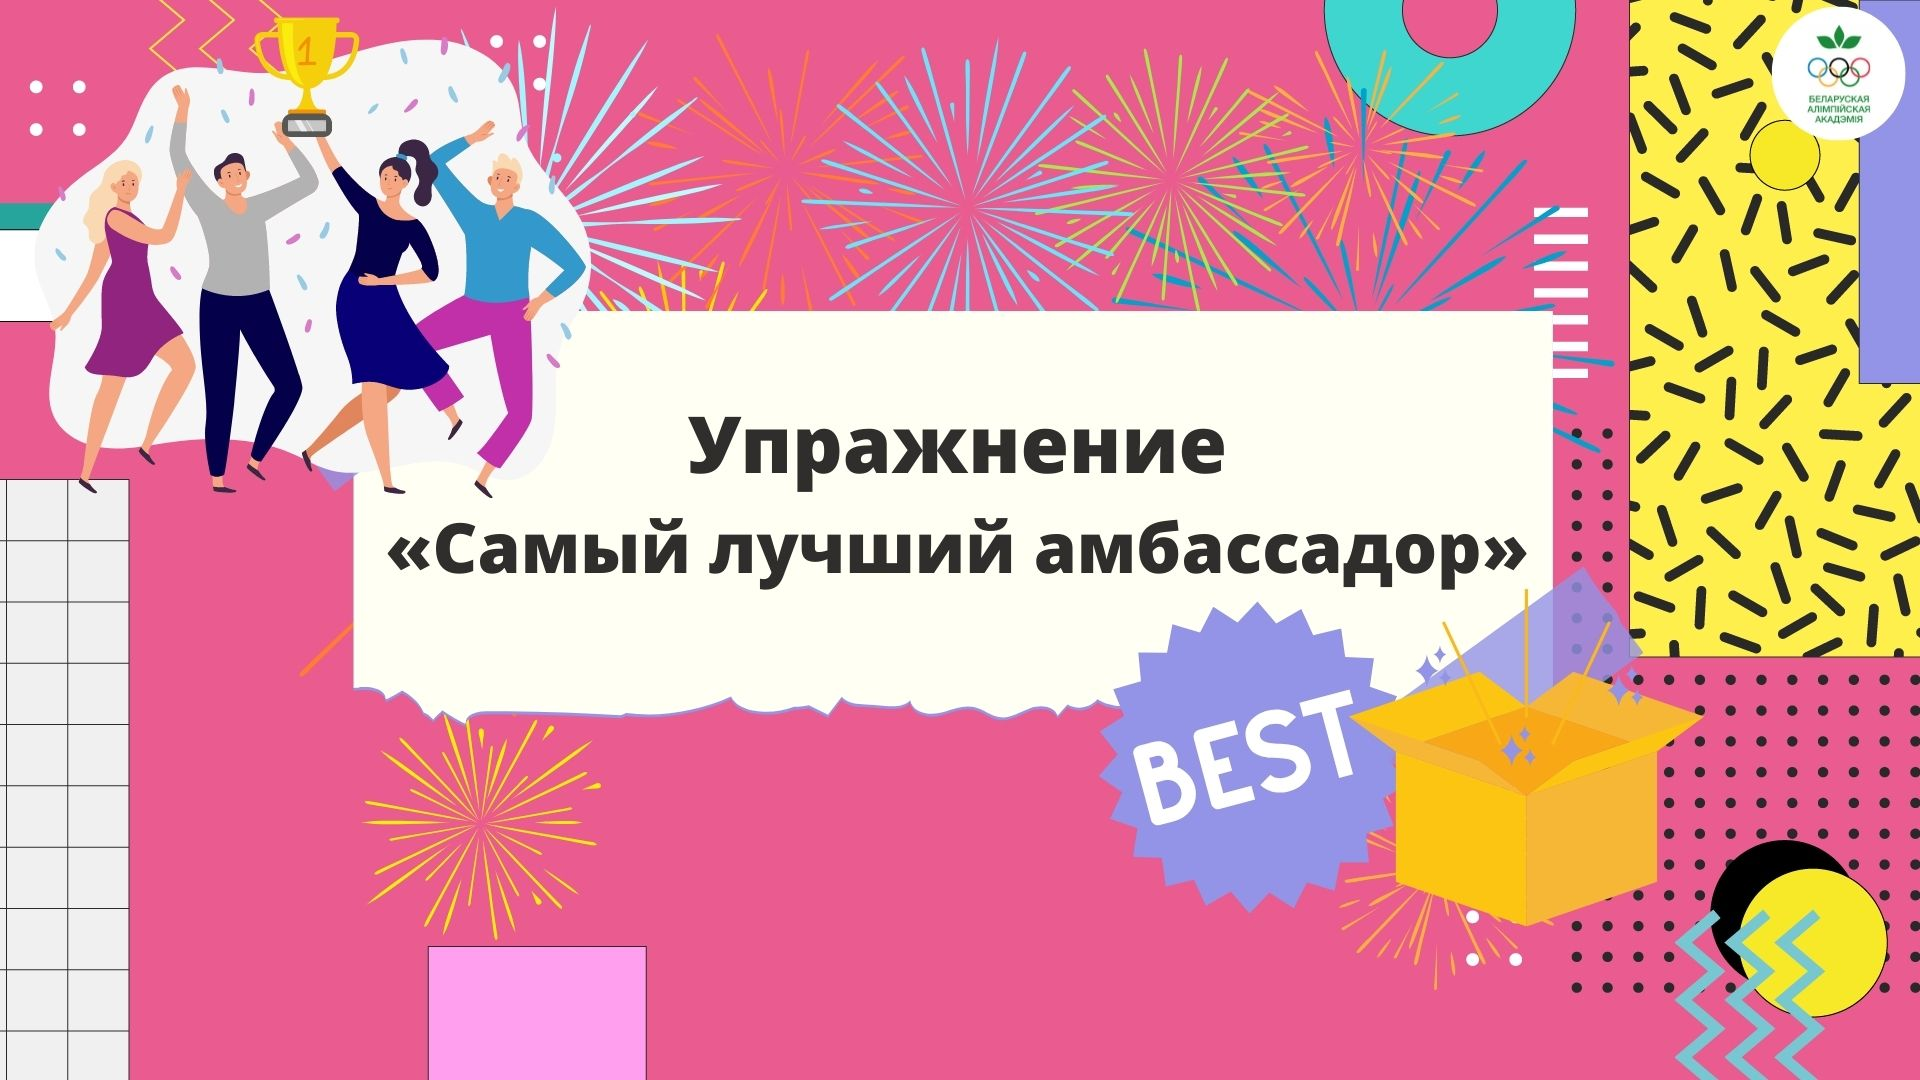 1
БЕЛАРУСКАЯ
АЛІМПІЙСКАЯ
АКАДЭМІЯ
Упражнение
«Самый лучший амбассадор»
BEST